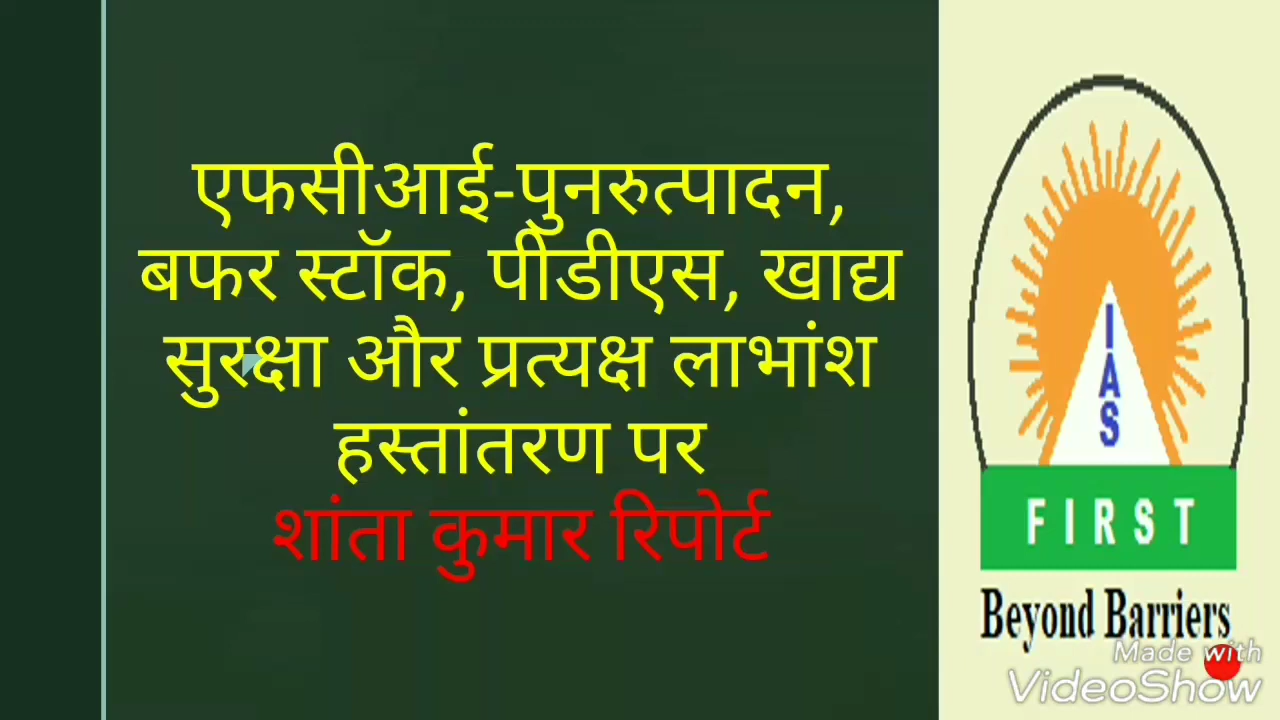 एफसीआई-पुनरुत्पादन,
बफर स्टॉक, पीडीएस, खाद्य
सुरक्षा और प्रत्यक्ष लाभांश
हस्तांतरण पर
शांता कुमार रिपोर्ट
IAS
FIRST
Beyond Barriers
Made with
VideoShow